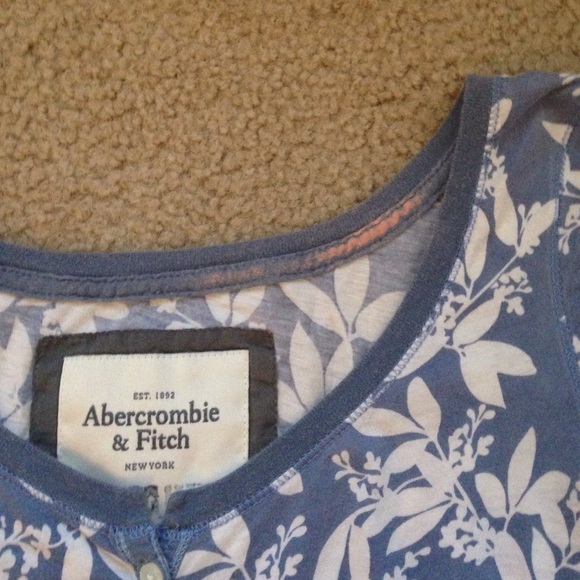 EST. 1892
Abercrombie
& Fitch
NEW YORK